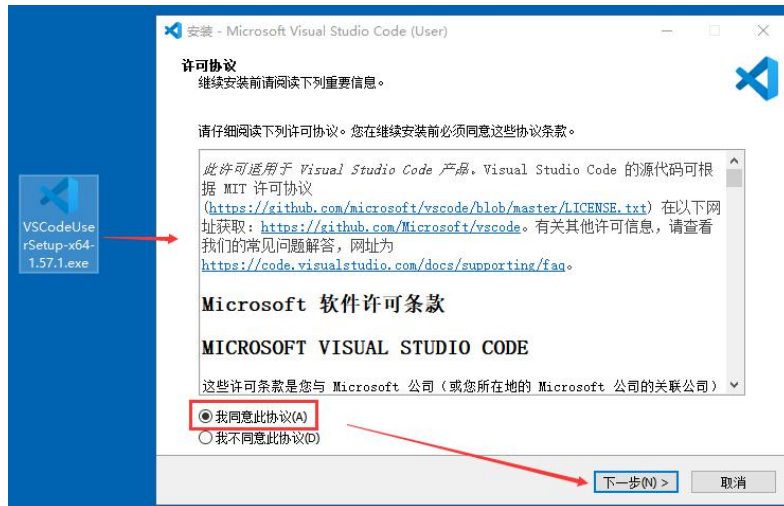 安装 - Microsoft Visual Studio Code (User)
许可协议
继续安装前请阅读下列重要信息。
请仔细阅读下列许可协议。您在继续安装前必须同意这些协议条款。
此许可适用于 Visual Studio Code 产品。Visual Studio Code 的源代码可根
据 MIT 许可协议
(https://github.com/microsoft/vscode/blob/master/LICENSE.txt) 在以下网
址获取：https://github.com/Microsoft/vscode。有关其他许可信息，请查看
我们的常见问题解答，网址为
https://code.visualstudio.com/docs/supporting/faq。
Microsoft 软件许可条款
MICROSOFT VISUAL STUDIO CODE
这些许可条款是您与 Microsoft 公司（或您所在地的 Microsoft 公司的关联公司）
我同意此协议(A)
我不同意此协议(D)
下一步(N) >
取消
VSCodeUse
rSetup-x64-
1.57.1.exe